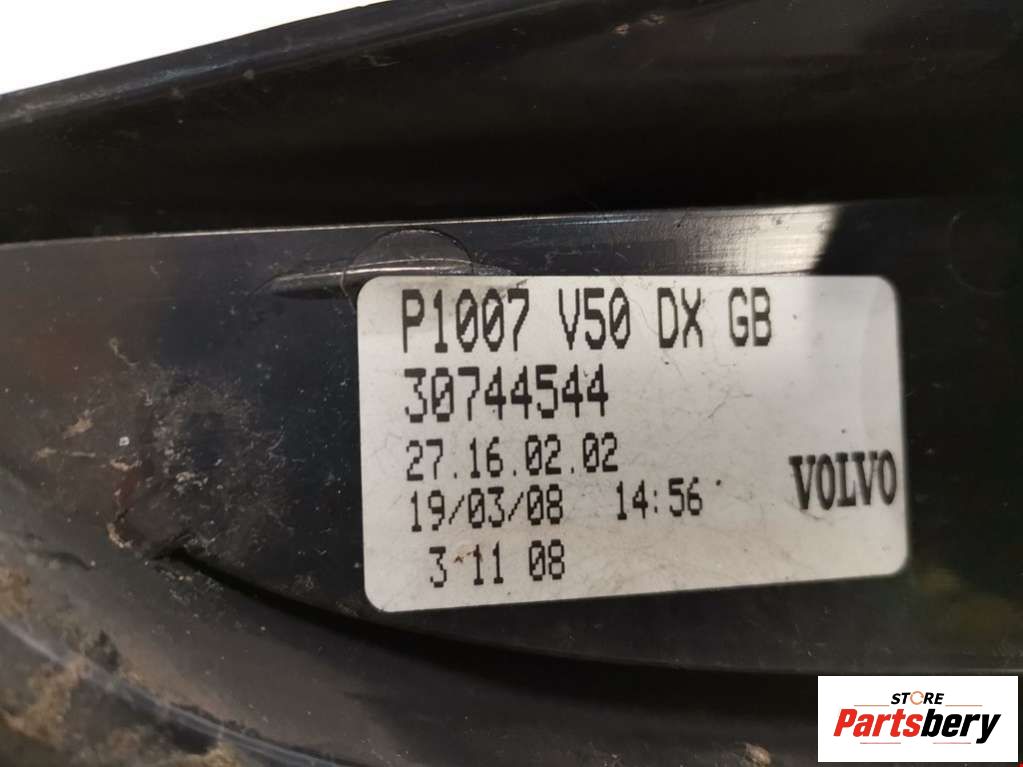 P1007 V50 DX GB
30744544
27.16.02.02
19/03/08 14:56
VOLVO
3 11 08
STORE
Partsbery